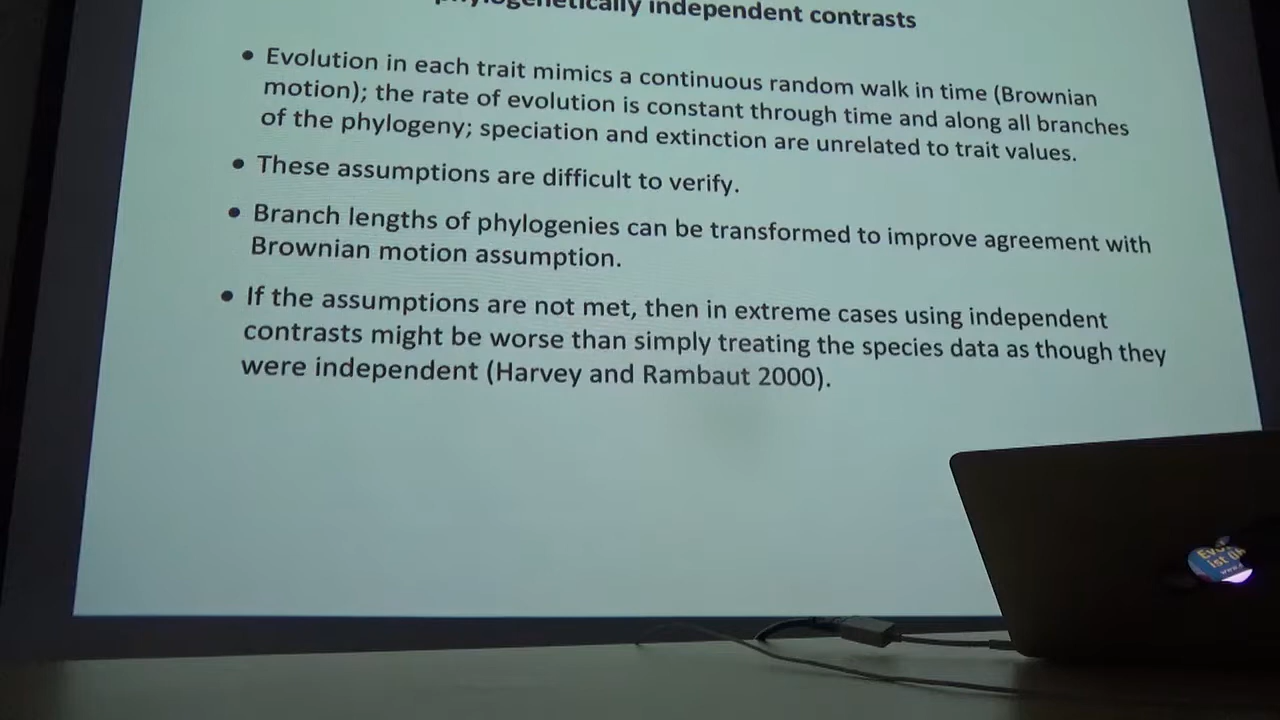 phylogenetically independent contrasts
• Evolution in each trait mimics a continuous random walk in time (Brownian
motion); the rate of evolution is constant through time and along all branches
of the phylogeny; speciation and extinction are unrelated to trait values.
• These assumptions are difficult to verify.
• Branch lengths of phylogenies can be transformed to improve agreement with
Brownian motion assumption.
• If the assumptions are not met, then in extreme cases using independent
contrasts might be worse than simply treating the species data as though they
were independent (Harvey and Rambaut 2000).
ist